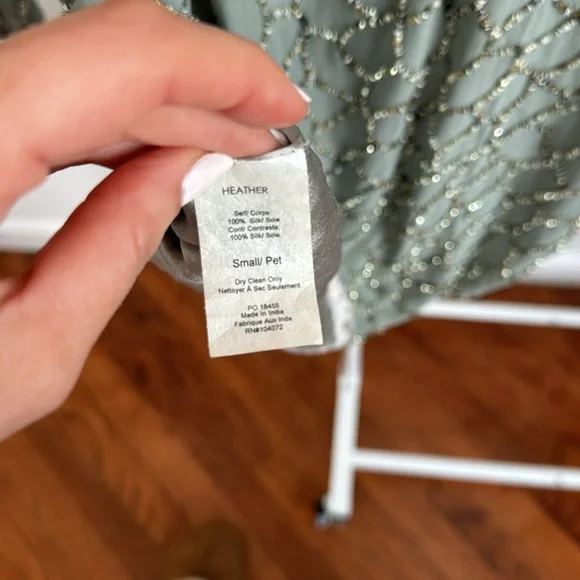 HEATHER
Self/ Corps:
100% Silk/ Soie
Cont/ Contraste:
100% Silk/ Soie
Small/ Pet
Dry Clean Only
Nettoyer À Sec Seulement
PO 18455
Made In India
Fabrique Aux Inde
RN#104072